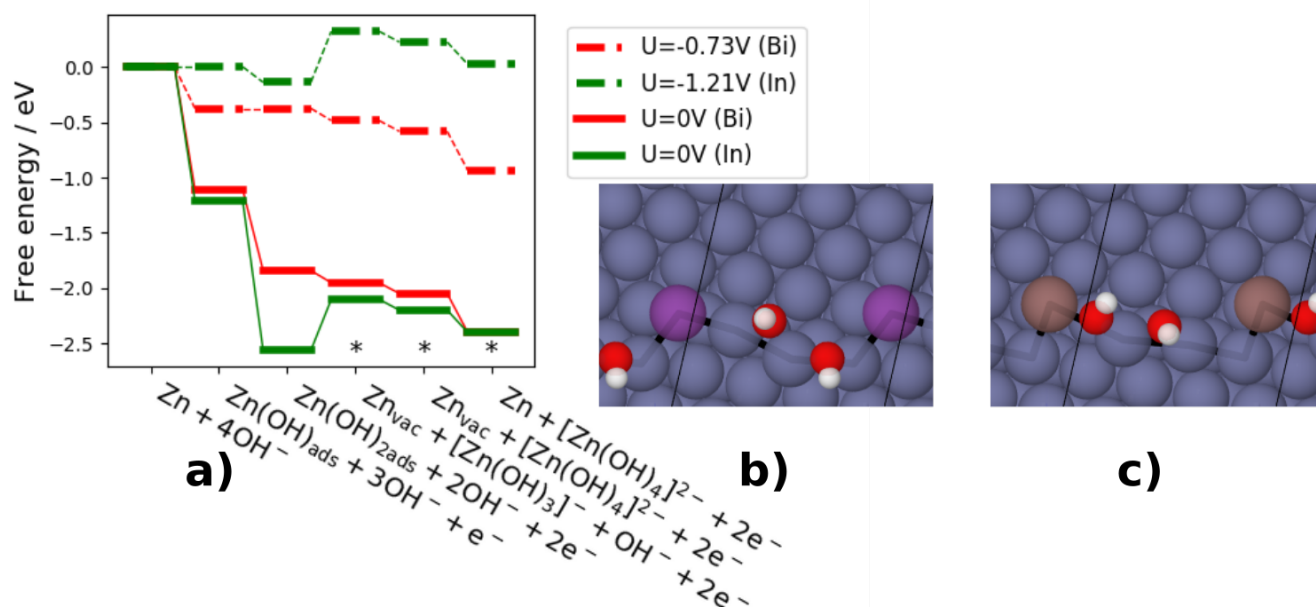 0.0
−0.5
−1.0
−1.5
−2.0
−2.5
Free energy / eV
* * *
Zn + 4OH⁻
Zn(OH)ads + 3OH⁻ + e⁻
Zn(OH)2ads + 2OH⁻ + 2e⁻
Znvac + [Zn(OH)3]⁻ + OH⁻ + 2e⁻
Znvac + [Zn(OH)4]²⁻ + 2e⁻
Zn + [Zn(OH)4]²⁻ + 2e⁻
U=-0.73V (Bi)
U=-1.21V (In)
U=0V (Bi)
U=0V (In)
a) b) c)